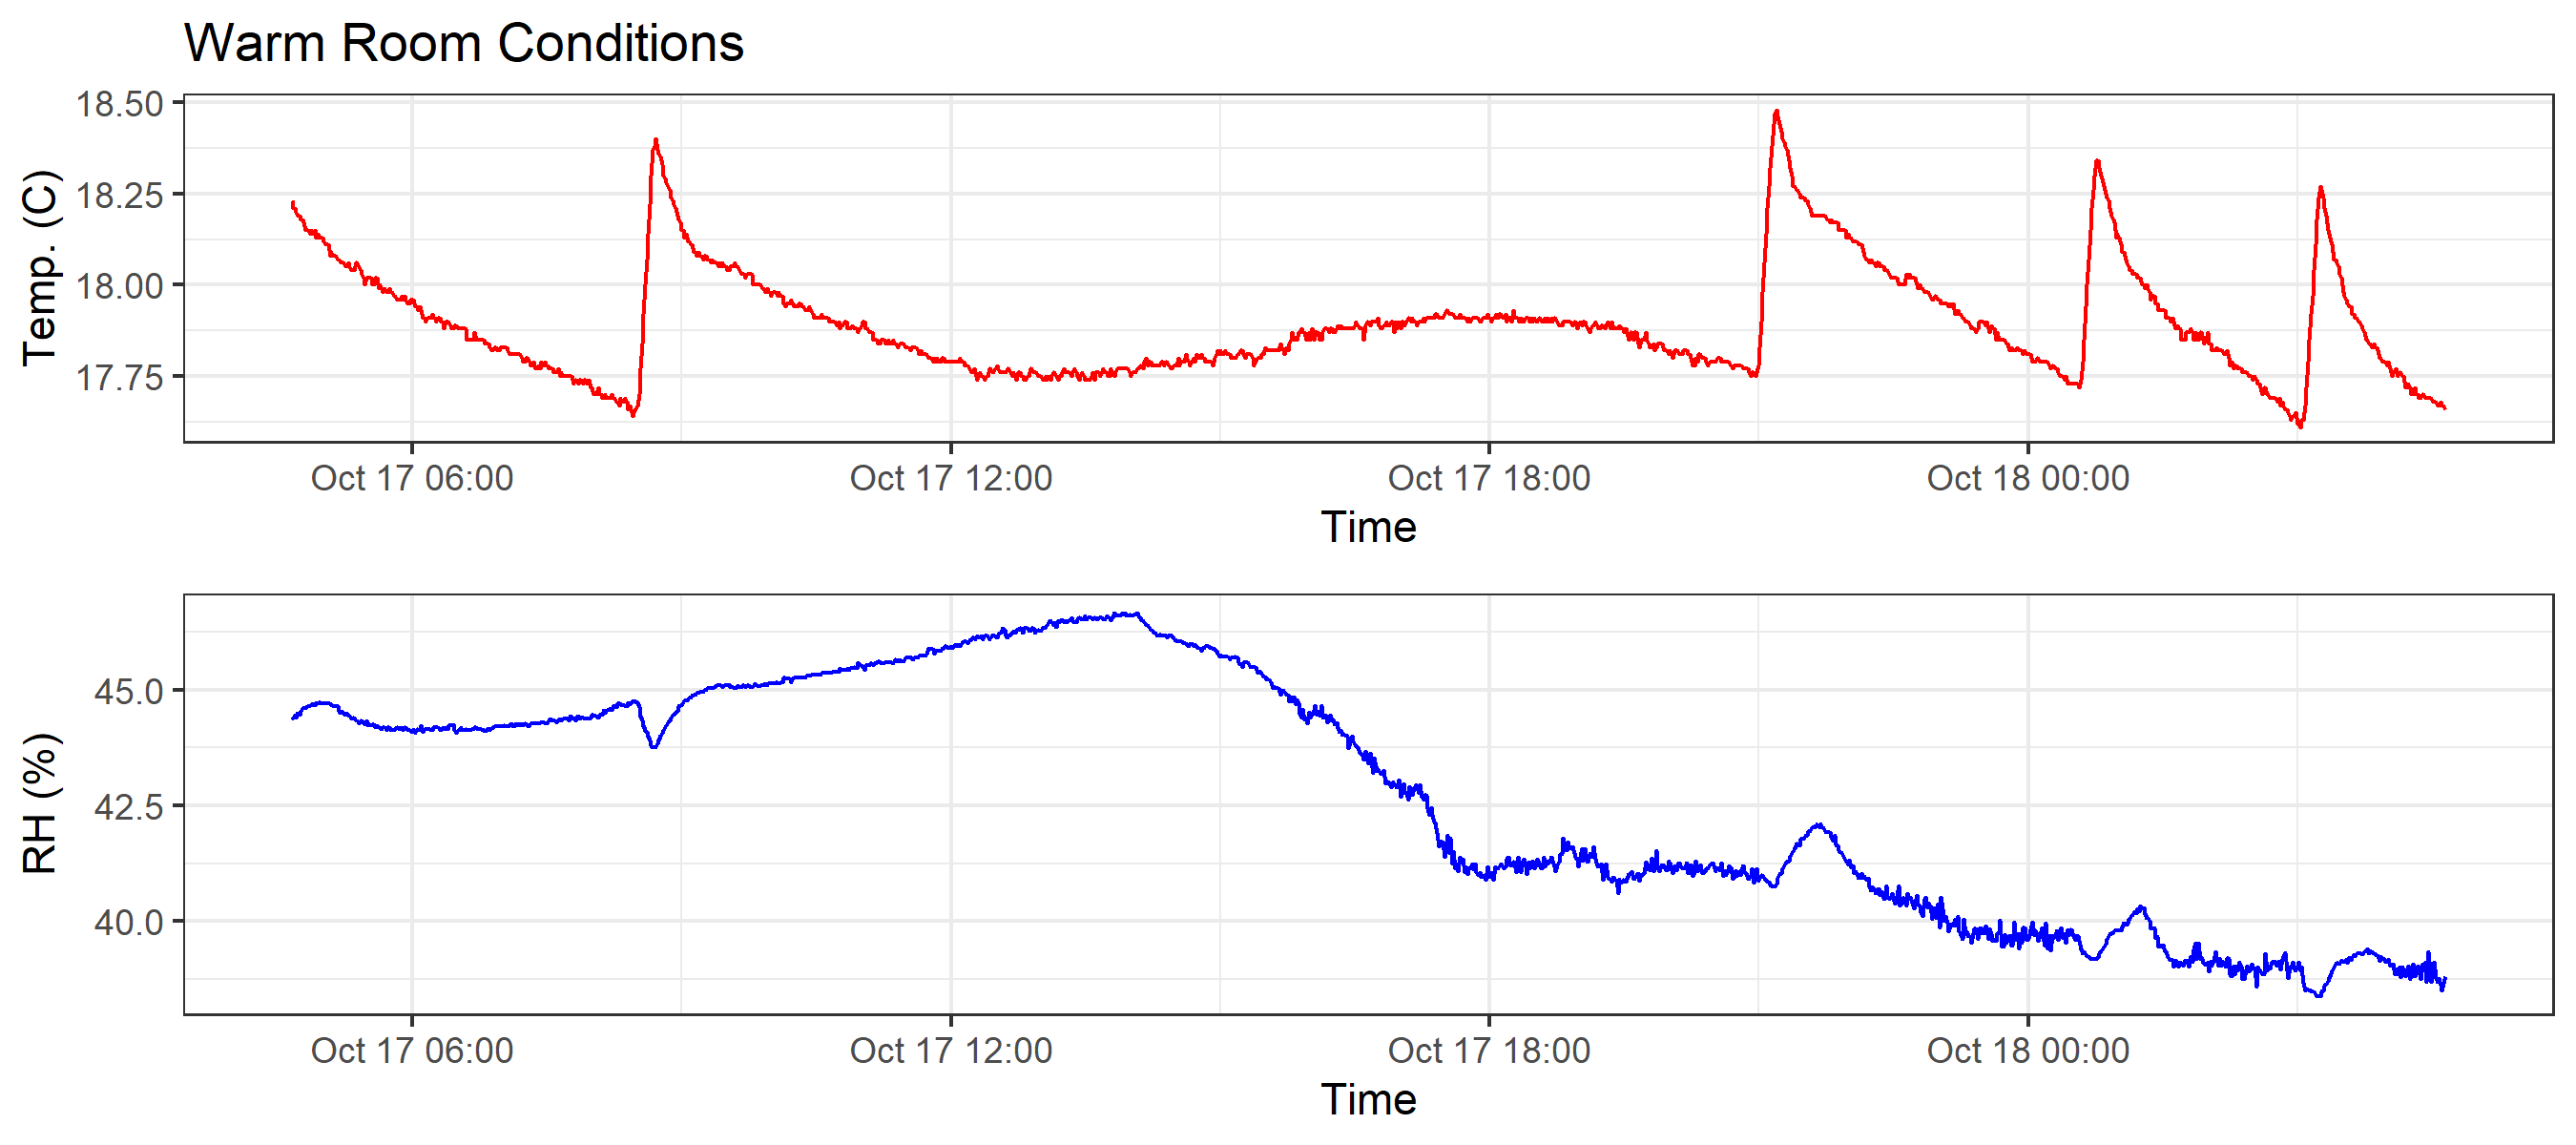 Warm Room Conditions
Temp. (C)
18.50
18.25
18.00
17.75
Oct 17 06:00 Oct 17 12:00 Oct 17 18:00 Oct 18 00:00
Time
RH (%)
45.0
42.5
40.0
Oct 17 06:00 Oct 17 12:00 Oct 17 18:00 Oct 18 00:00
Time